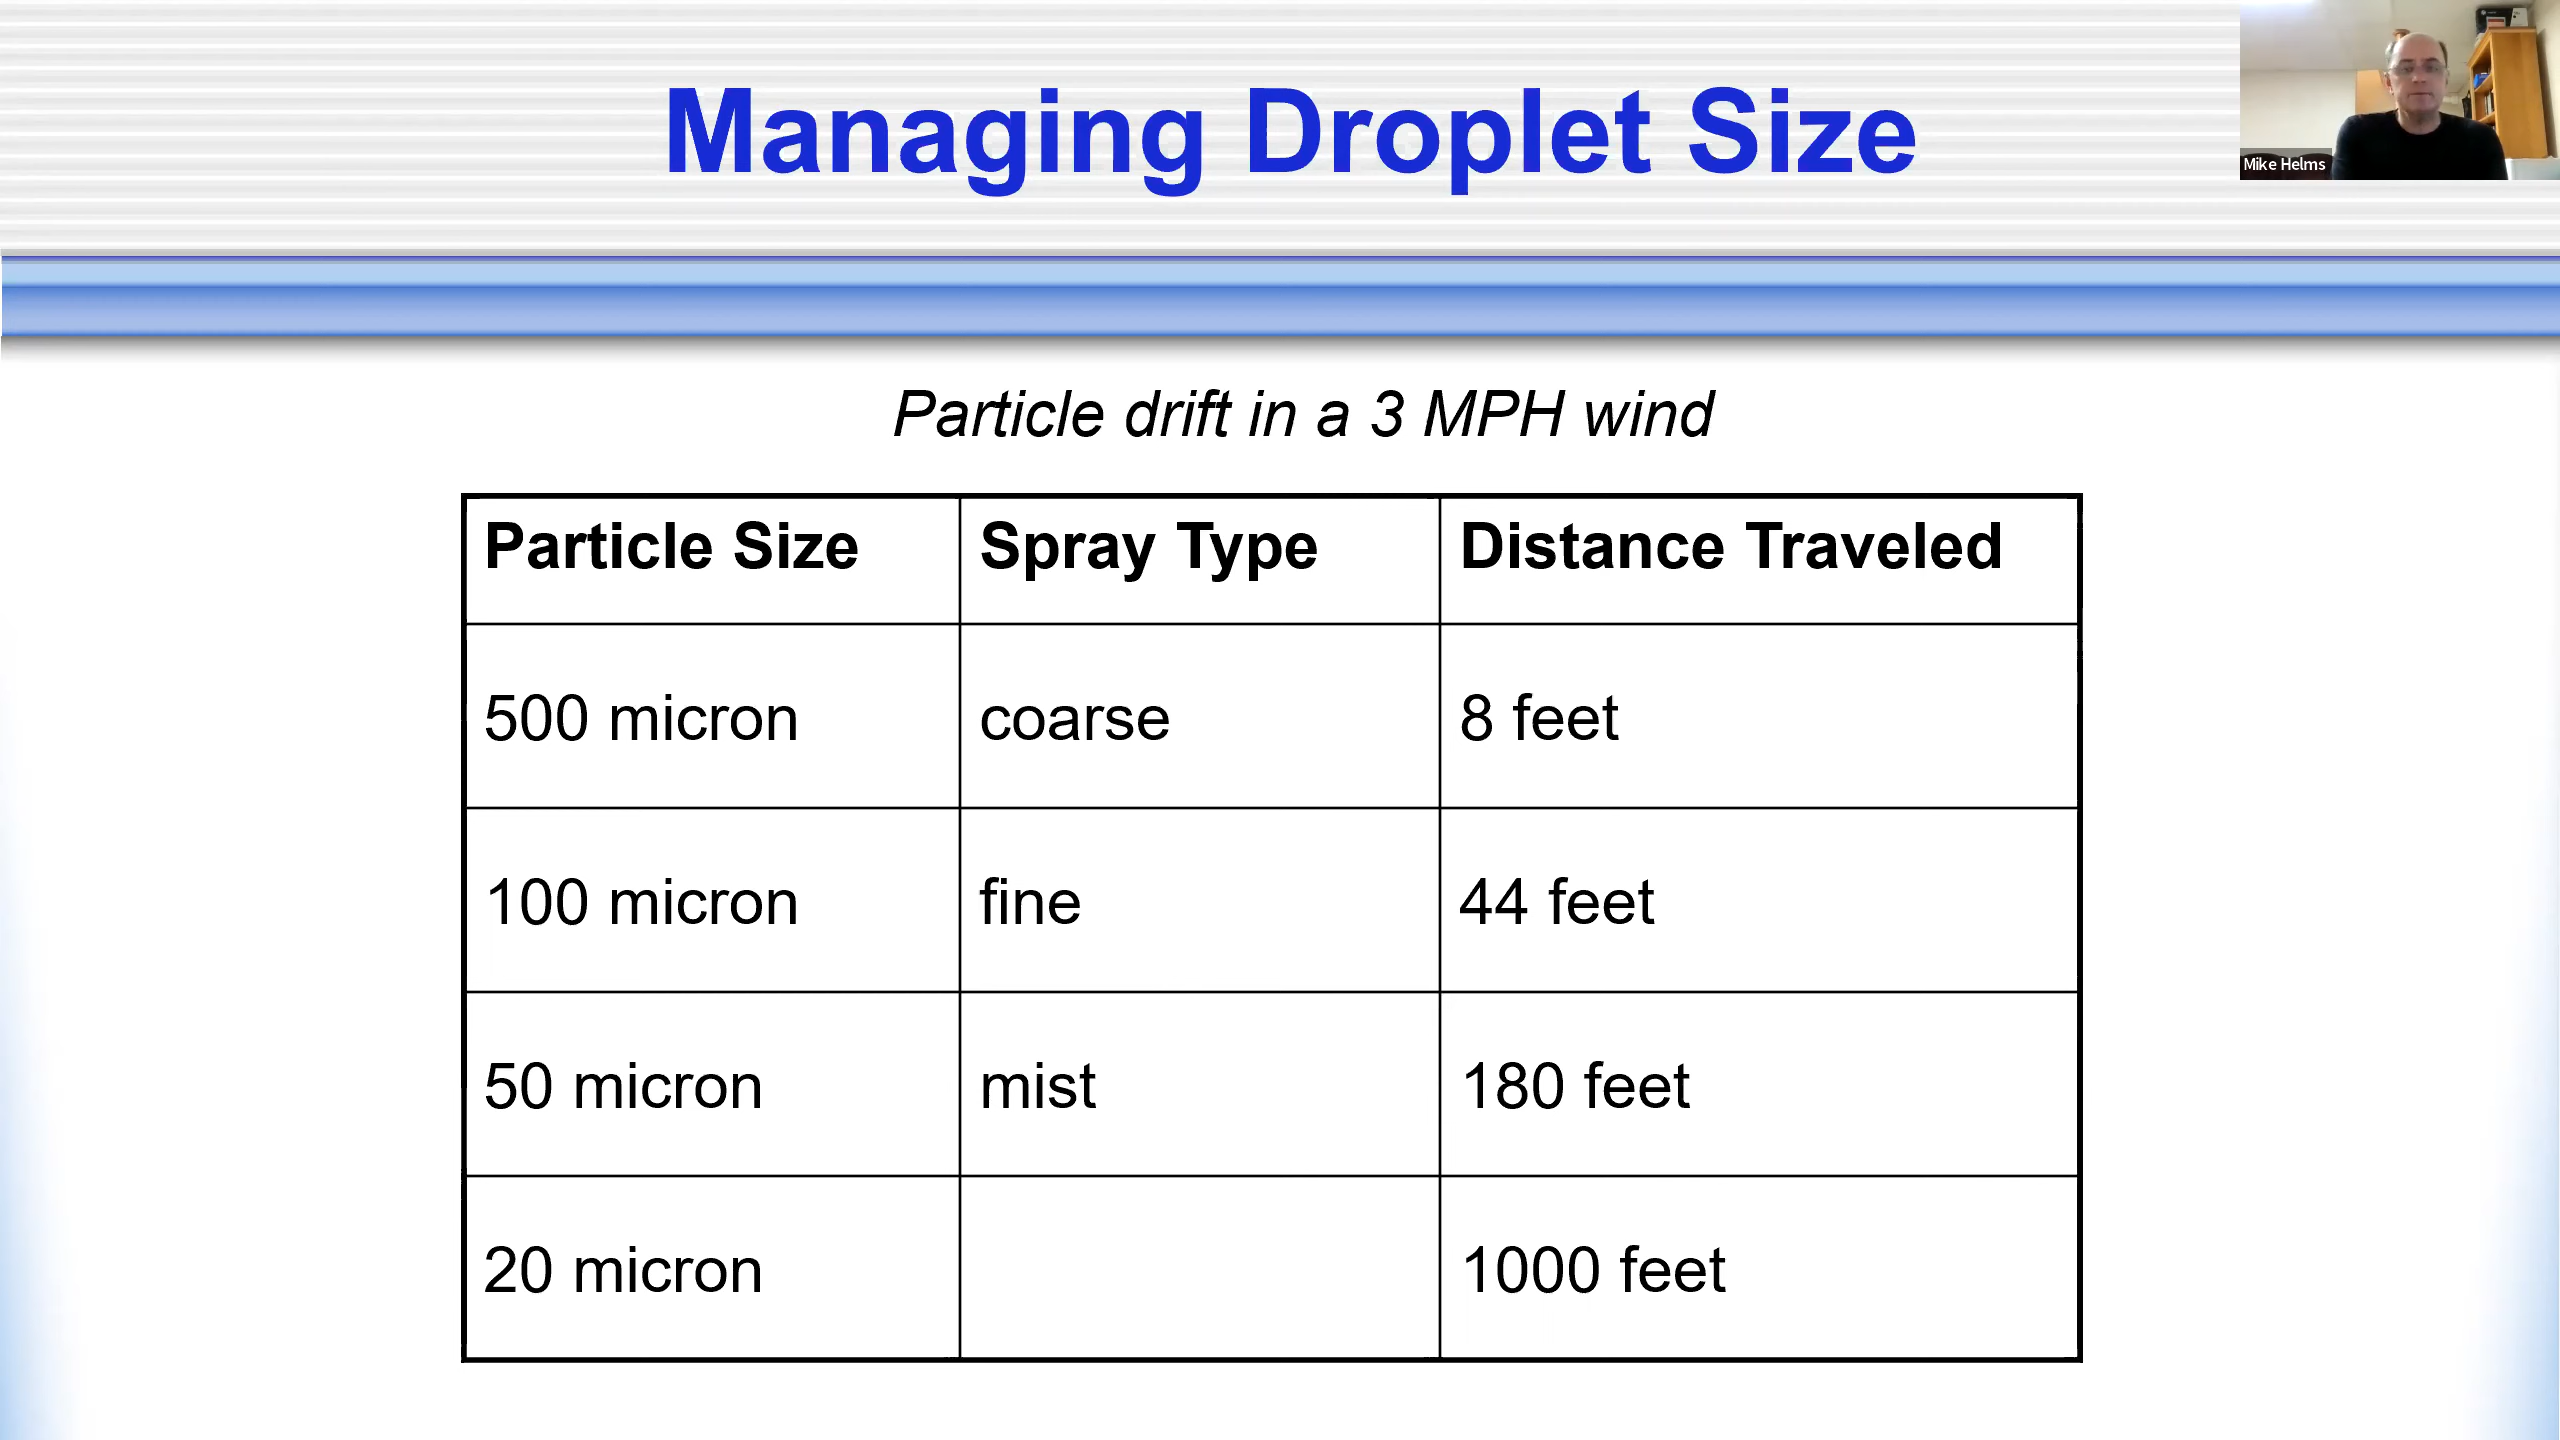 Managing Droplet Size
Mike Helms
Particle drift in a 3 MPH wind
Particle Size Spray Type Distance Traveled
500 micron coarse 8 feet
100 micron fine 44 feet
50 micron mist 180 feet
20 micron 1000 feet